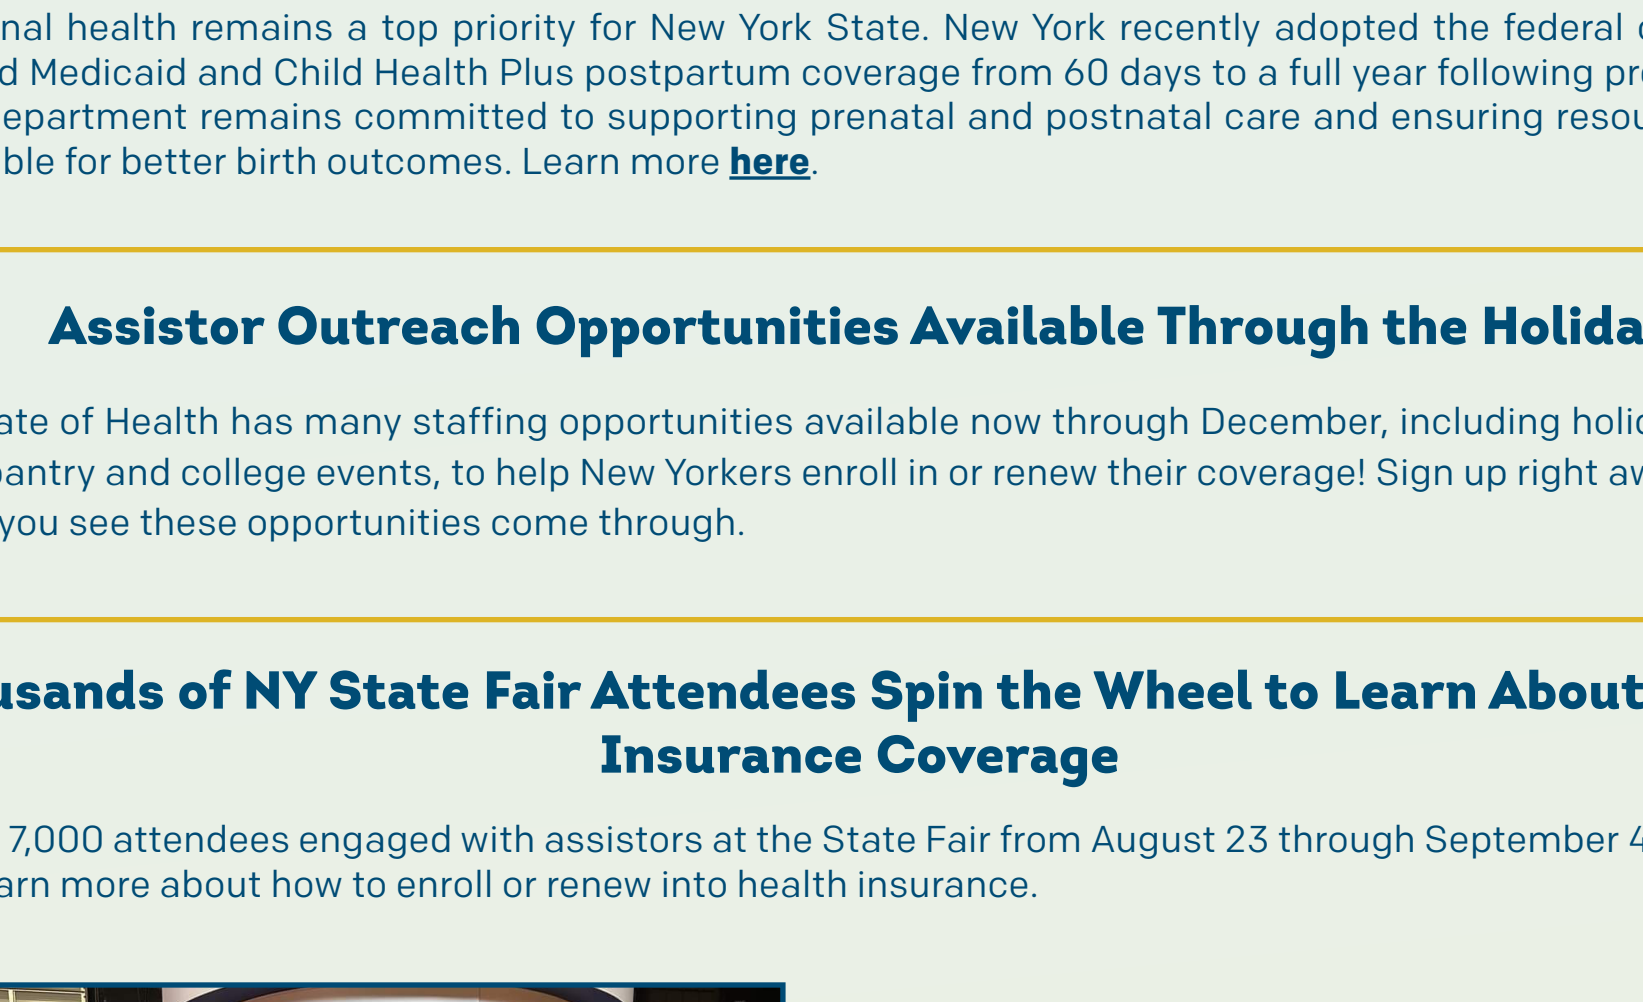 nal health remains a top priority for New York State. New York recently adopted the federal
d Medicaid and Child Health Plus postpartum coverage from 60 days to a full year following
epartment remains committed to supporting prenatal and postnatal care and ensuring
ble for better birth outcomes. Learn more here.
Assistor Outreach Opportunities Available Through the Holida
ate of Health has many staffing opportunities available now through December, including
pantry and college events, to help New Yorkers enroll in or renew their coverage! Sign up right
you see these opportunities come through.
usands of NY State Fair Attendees Spin the Wheel to Learn About
Insurance Coverage
7,000 attendees engaged with assistors at the State Fair from August 23 through September 4
arn more about how to enroll or renew into health insurance.